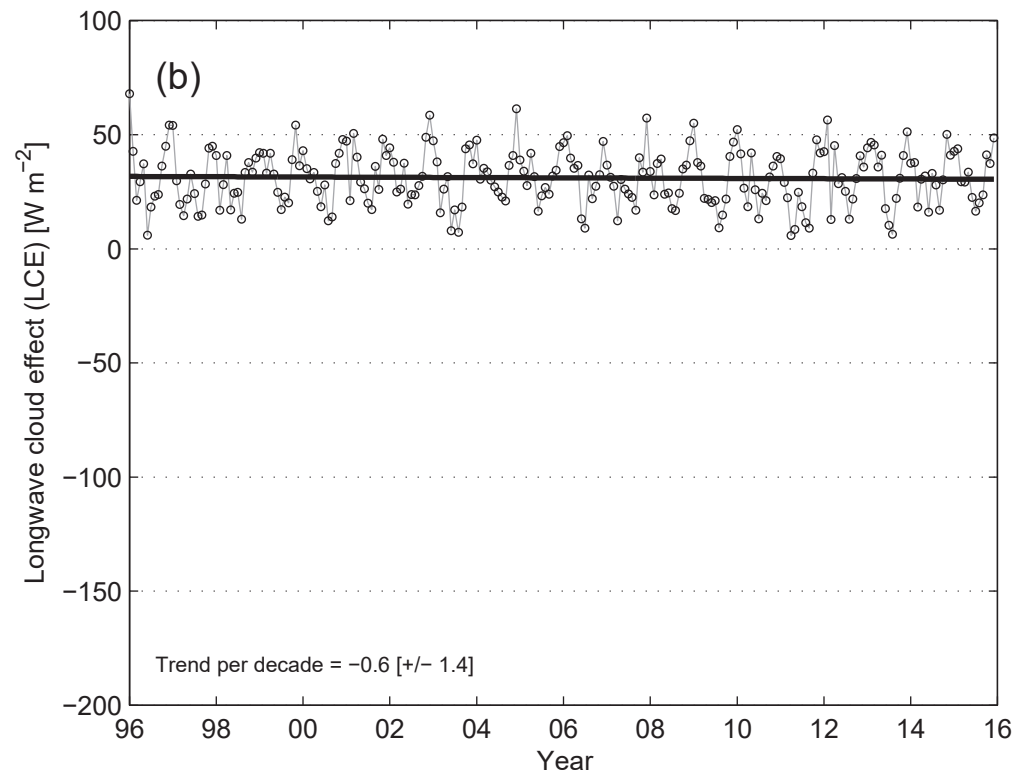 (b)
Longwave cloud effect (LCE) [W m−2]
100
50
0
−50
−100
−150
−200
Trend per decade = −0.6 [+/− 1.4]
96 98 00 02 04 06 08 10 12 14 16
Year